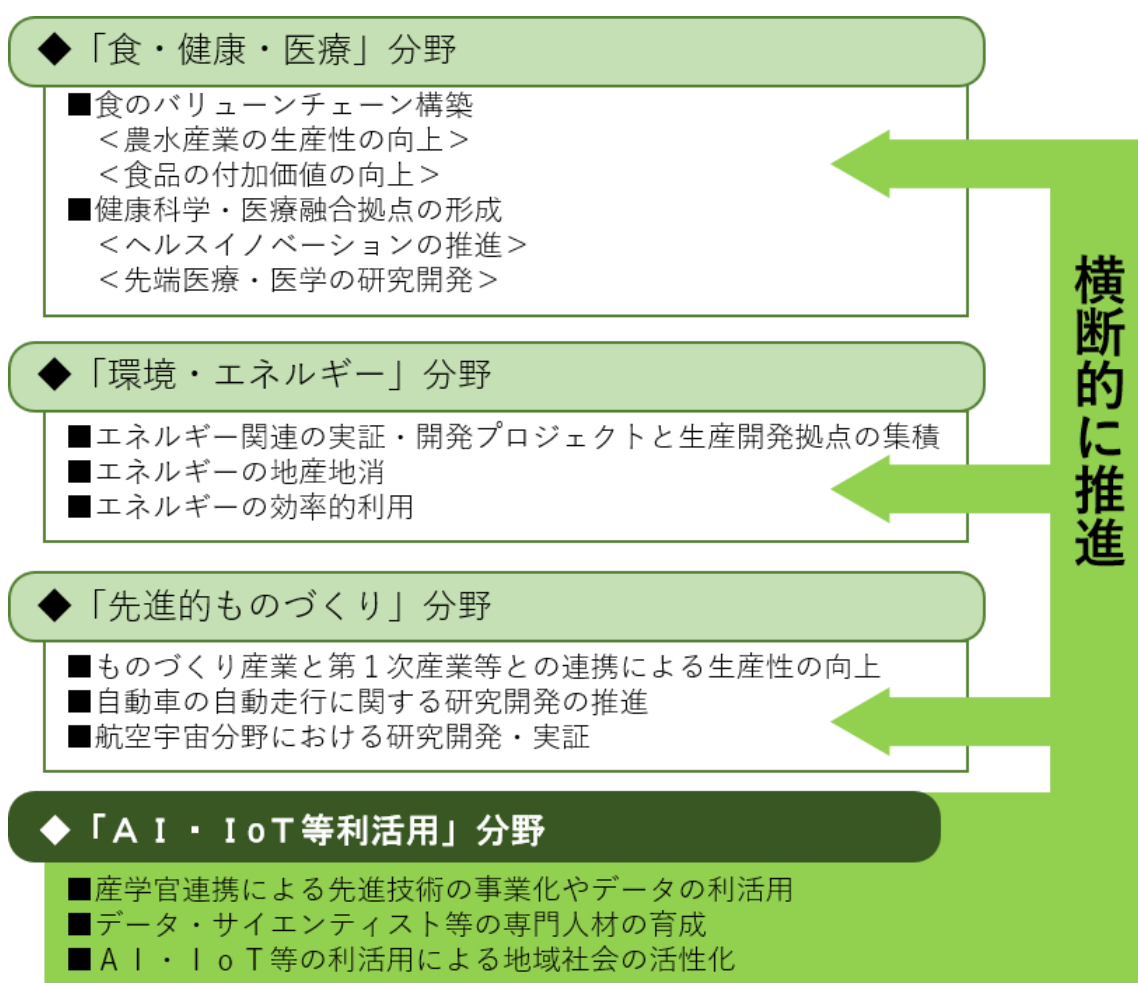 ◆「食・健康・医療」分野
■食のバリューンチェーン構築
＜農水産業の生産性の向上＞
＜食品の付加価値の向上＞
■健康科学・医療融合拠点の形成
＜ヘルスイノベーションの推進＞
＜先端医療・医学の研究開発＞
◆「環境・エネルギー」分野
■エネルギー関連の実証・開発プロジェクトと生産開発拠点の集積
■エネルギーの地産地消
■エネルギーの効率的利用
◆「先進的ものづくり」分野
■ものづくり産業と第１次産業等との連携による生産性の向上
■自動車の自動走行に関する研究開発の推進
■航空宇宙分野における研究開発・実証
◆「ＡＩ・IoT等利活用」分野
■産学官連携による先進技術の事業化やデータの利活用
■データ・サイエンティスト等の専門人材の育成
■ＡＩ・ＩｏＴ等の利活用による地域社会の活性化
横断的に推進